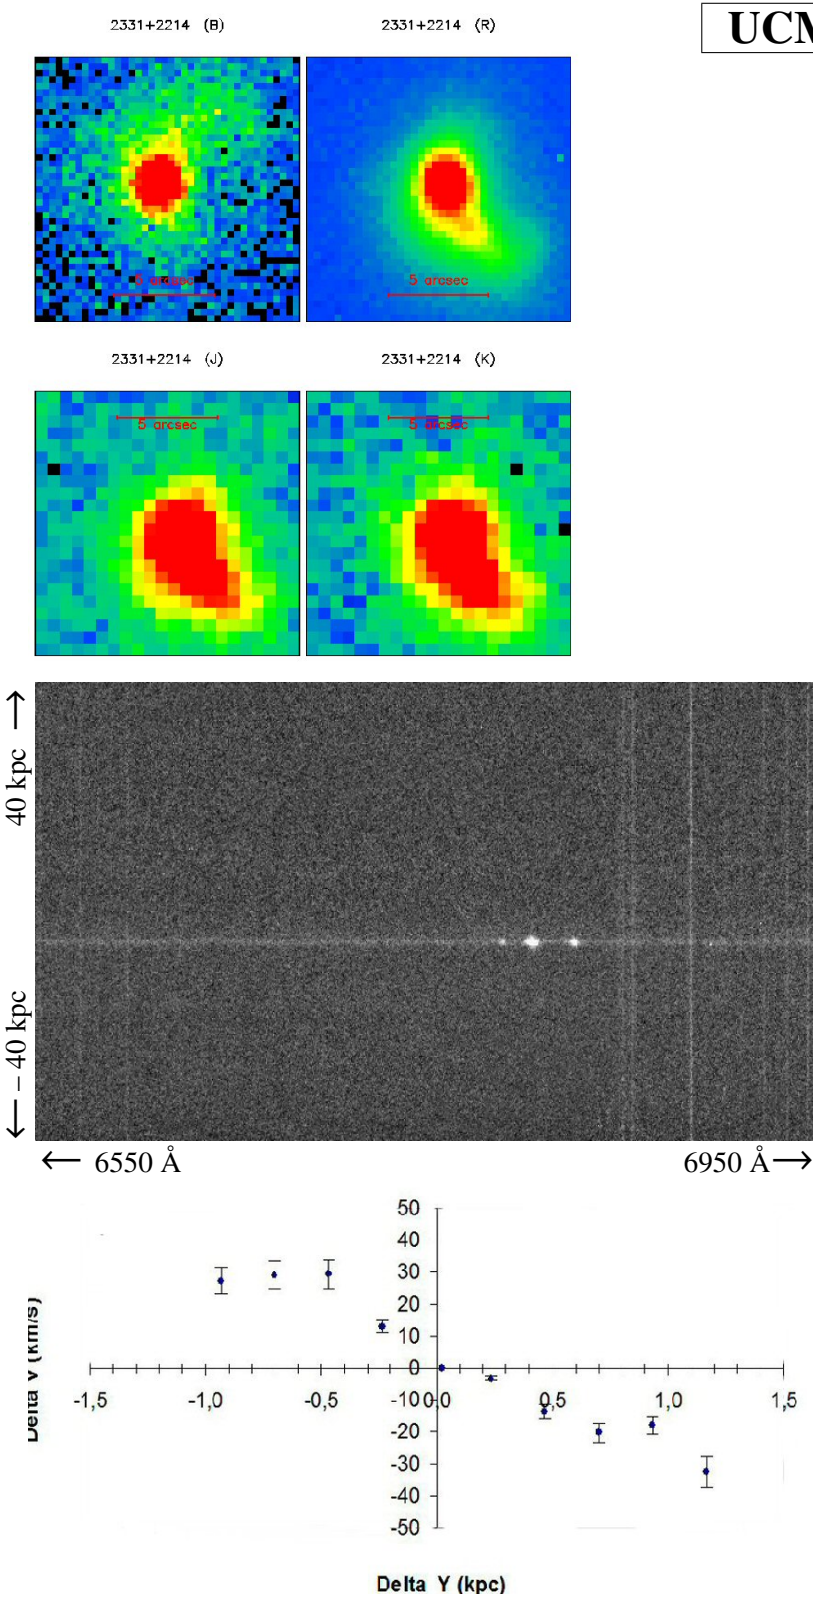 2331+2214 (B)
2331+2214 (R)
UCM
5 arcsec
5 arcsec
2331+2214 (J)
2331+2214 (K)
5 arcsec
5 arcsec
40 kpc
– 40 kpc
6550 Å
6950 Å
50
40
30
20
10
0
-10
-20
-30
-40
-50
-1,5
-1,0
-0,5
0,0
0,5
1,0
1,5
Delta V (km/s)
Delta Y (kpc)